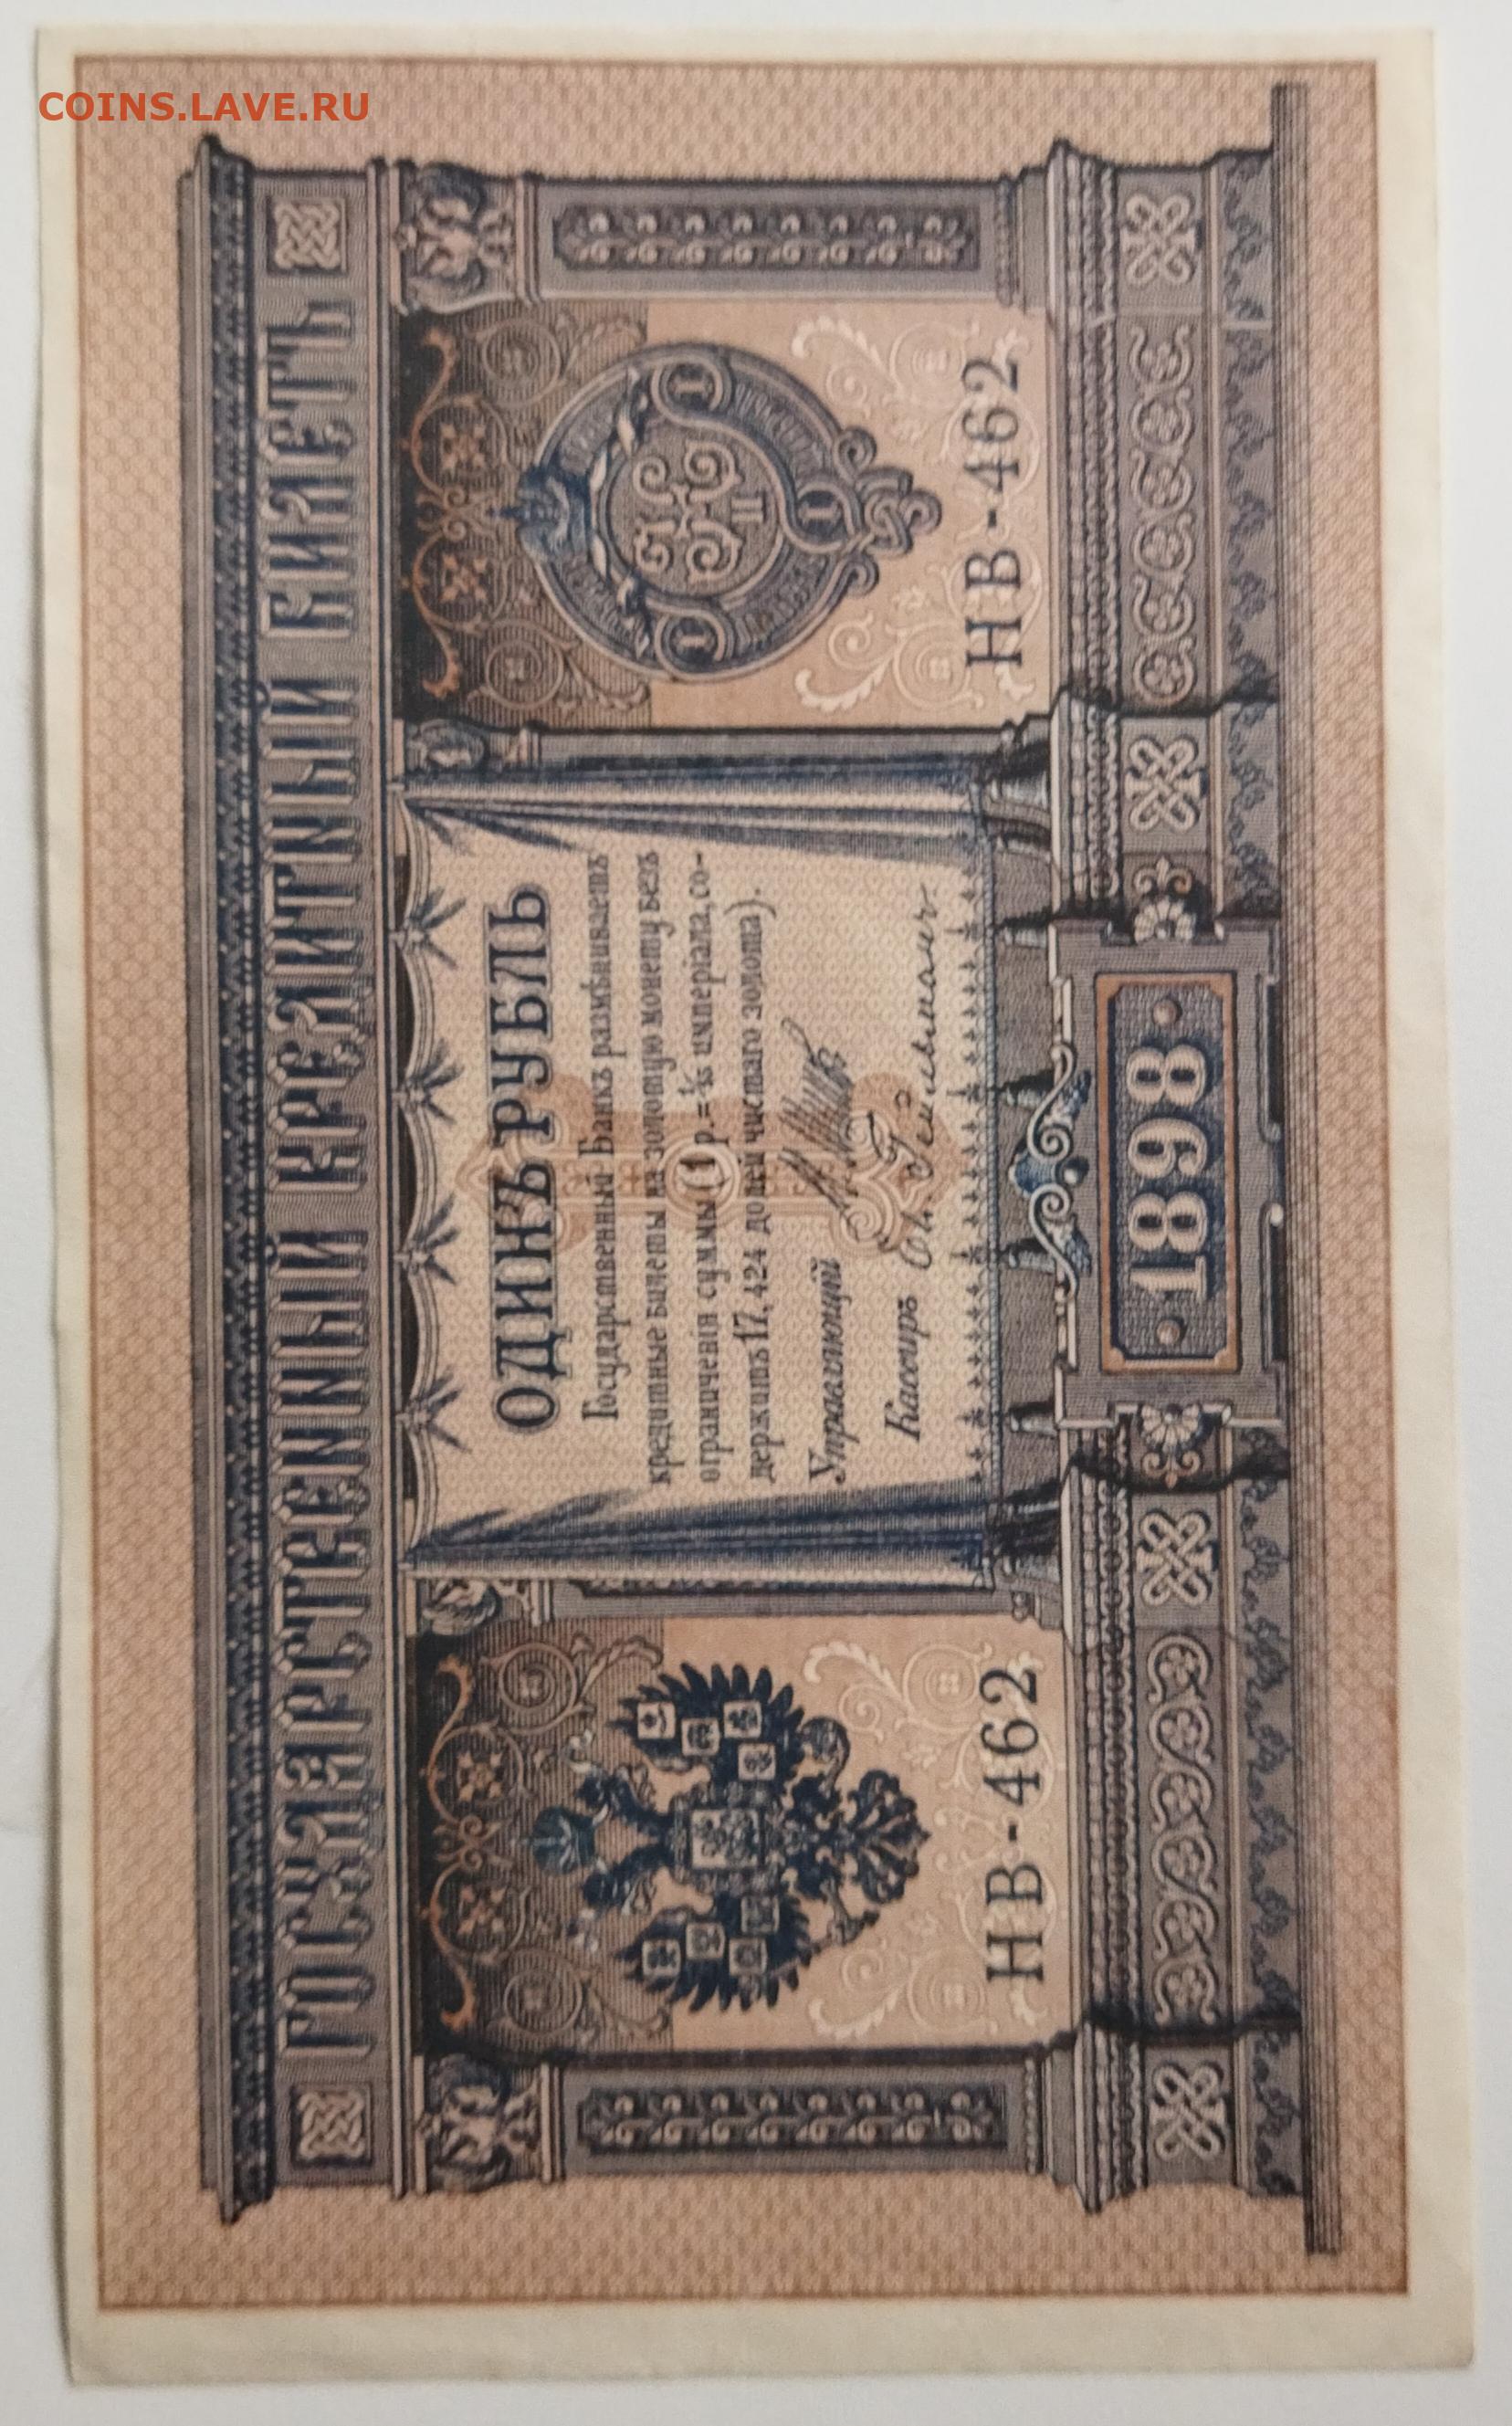 COINS.LAVE.RU
ГОСУДАРСТВЕННЫЙ КРЕДИТНЫЙ БИЛЕТЪ
ОДИНЪ РУБЛЬ
Государственный Банкъ размѣниваетъ
кредитные билеты на золотую монету безъ
ограниченія суммы (1 р.=1/15 имперіала, со-
держитъ 17,424 долей чистаго золота).
Управляющій
Кассиръ
НВ-462
НВ-462
1898